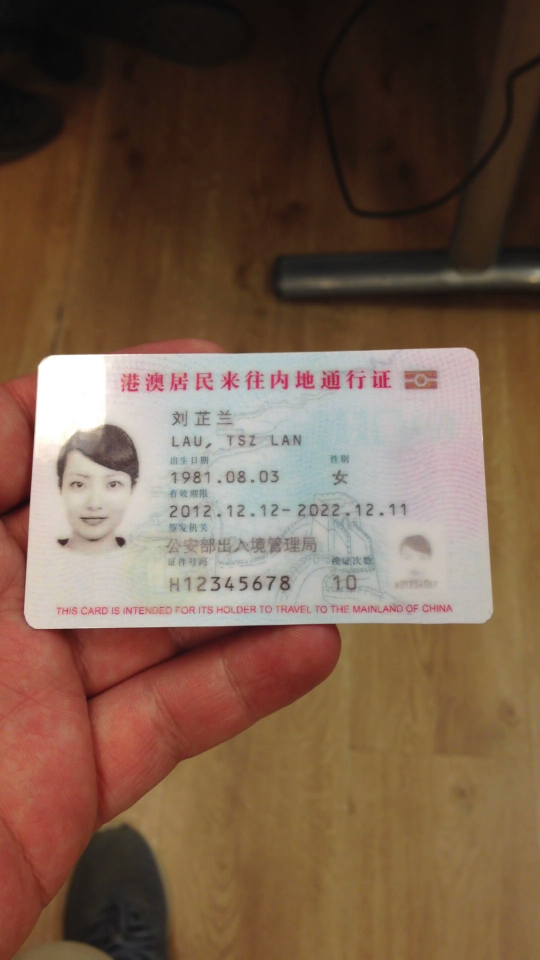 港澳居民来往内地通行证
刘芷兰
LAU, TSZ LAN
出生日期 性别
1981.08.03 女
有效期限
2012.12.12-2022.12.11
签发机关
公安部出入境管理局
证件号码 换证次数
H12345678 10
THIS CARD IS INTENDED FOR ITS HOLDER TO TRAVEL TO THE MAINLAND OF CHINA